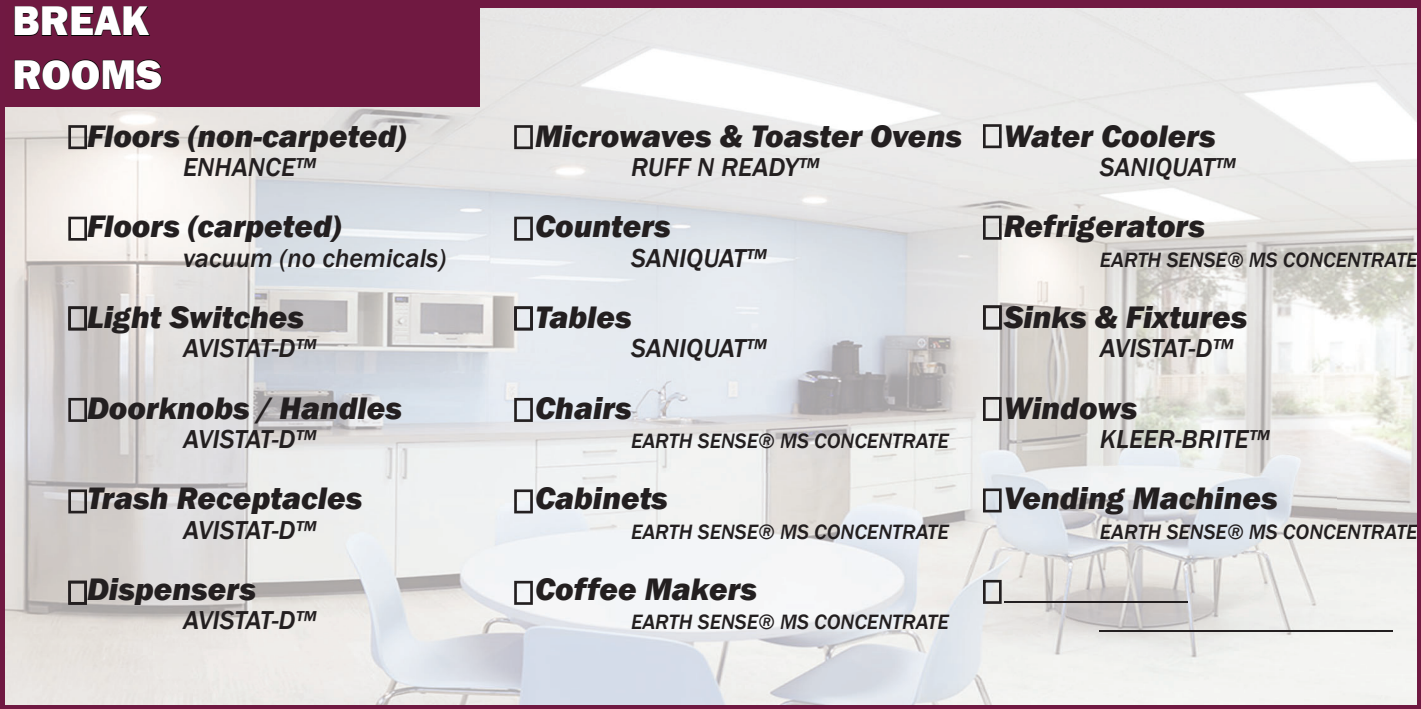 BREAK
ROOMS
☐Floors (non-carpeted)
ENHANCE™
☐Floors (carpeted)
vacuum (no chemicals)
☐Light Switches
AVISTAT-D™
☐Doorknobs / Handles
AVISTAT-D™
☐Trash Receptacles
AVISTAT-D™
☐Dispensers
AVISTAT-D™
☐Microwaves & Toaster Ovens
RUFF N READY™
☐Counters
SANIQUAT™
☐Tables
SANIQUAT™
☐Chairs
EARTH SENSE® MS CONCENTRATE
☐Cabinets
EARTH SENSE® MS CONCENTRATE
☐Coffee Makers
EARTH SENSE® MS CONCENTRATE
☐Water Coolers
SANIQUAT™
☐Refrigerators
EARTH SENSE® MS CONCENTRATE
☐Sinks & Fixtures
AVISTAT-D™
☐Windows
KLEER-BRITE™
☐Vending Machines
EARTH SENSE® MS CONCENTRATE